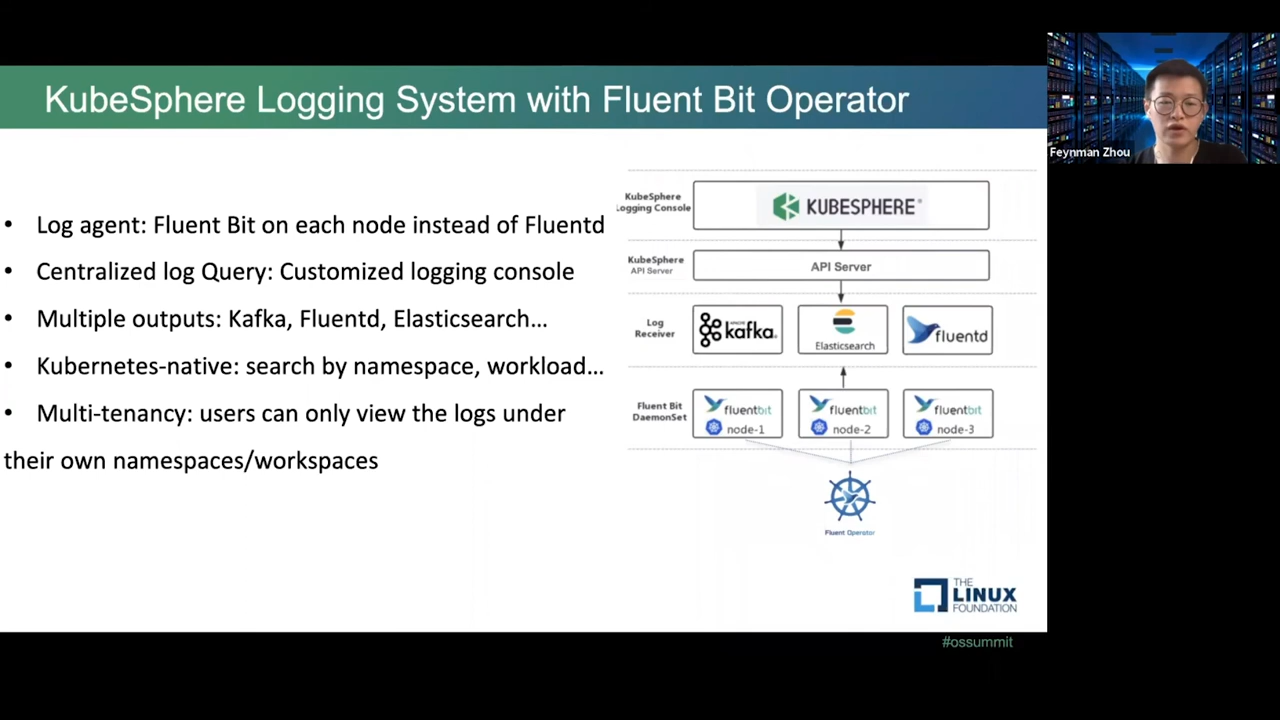 KubeSphere Logging System with Fluent Bit Operator
Feynman Zhou
• Log agent: Fluent Bit on each node instead of Fluentd
• Centralized log Query: Customized logging console
• Multiple outputs: Kafka, Fluentd, Elasticsearch…
• Kubernetes-native: search by namespace, workload…
• Multi-tenancy: users can only view the logs under
their own namespaces/workspaces
KubeSphere
Logging Console
KUBESPHERE®
KubeSphere
API Server
API Server
Log
Receiver
APACHE
kafka
Elasticsearch
fluentd
Fluent Bit
DaemonSet
fluentbit
node-1
fluentbit
node-2
fluentbit
node-3
Fluent Operator
THE
LINUX
FOUNDATION
#ossummit